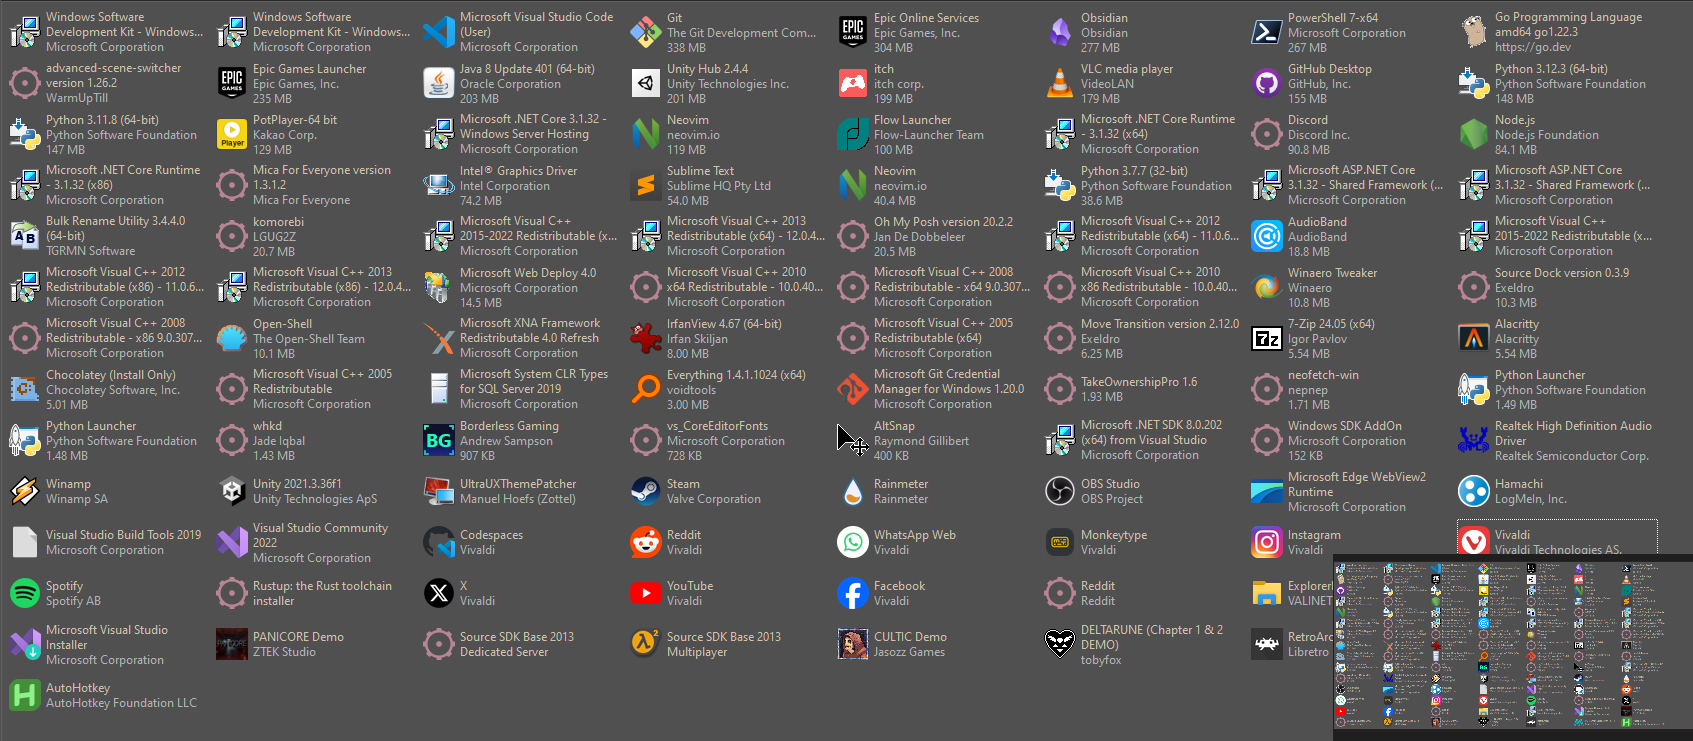 Windows Software
Development Kit - Windows...
Microsoft Corporation
Windows Software
Development Kit - Windows...
Microsoft Corporation
Microsoft Visual Studio Code
(User)
Microsoft Corporation
Git
The Git Development Com...
338 MB
Epic Online Services
Epic Games, Inc.
304 MB
Obsidian
Obsidian
277 MB
PowerShell 7-x64
Microsoft Corporation
267 MB
Go Programming Language
amd64 go1.22.3
https://go.dev
advanced-scene-switcher
version 1.26.2
WarmUpTill
Epic Games Launcher
Epic Games, Inc.
235 MB
Java 8 Update 401 (64-bit)
Oracle Corporation
203 MB
Unity Hub 2.4.4
Unity Technologies Inc.
201 MB
itch
itch corp.
199 MB
VLC media player
VideoLAN
179 MB
GitHub Desktop
GitHub, Inc.
155 MB
Python 3.12.3 (64-bit)
Python Software Foundation
148 MB
Python 3.11.8 (64-bit)
Python Software Foundation
147 MB
PotPlayer-64 bit
Kakao Corp.
129 MB
Microsoft .NET Core 3.1.32 -
Windows Server Hosting
Microsoft Corporation
Neovim
neovim.io
119 MB
Flow Launcher
Flow-Launcher Team
100 MB
Microsoft .NET Core Runtime
- 3.1.32 (x64)
Microsoft Corporation
Discord
Discord Inc.
90.8 MB
Node.js
Node.js Foundation
84.1 MB
Microsoft .NET Core Runtime
- 3.1.32 (x86)
Microsoft Corporation
Mica For Everyone version
1.3.1.2
Mica For Everyone
Intel® Graphics Driver
Intel Corporation
74.2 MB
Sublime Text
Sublime HQ Pty Ltd
54.0 MB
Neovim
neovim.io
40.4 MB
Python 3.7.7 (32-bit)
Python Software Foundation
38.6 MB
Microsoft ASP.NET Core
3.1.32 - Shared Framework (...
Microsoft Corporation
Microsoft ASP.NET Core
3.1.32 - Shared Framework (...
Microsoft Corporation
Bulk Rename Utility 3.4.4.0
(64-bit)
TGRMN Software
komorebi
LGUG2Z
20.7 MB
Microsoft Visual C++
2015-2022 Redistributable (x...
Microsoft Corporation
Microsoft Visual C++ 2013
Redistributable (x64) - 12.0.4...
Microsoft Corporation
Oh My Posh version 20.2.2
Jan De Dobbeleer
20.5 MB
Microsoft Visual C++ 2012
Redistributable (x64) - 11.0.6...
Microsoft Corporation
AudioBand
AudioBand
18.8 MB
Microsoft Visual C++
2015-2022 Redistributable (x...
Microsoft Corporation
Microsoft Visual C++ 2012
Redistributable (x86) - 11.0.6...
Microsoft Corporation
Microsoft Visual C++ 2013
Redistributable (x86) - 12.0.4...
Microsoft Corporation
Microsoft Web Deploy 4.0
Microsoft Corporation
14.5 MB
Microsoft Visual C++ 2010
x64 Redistributable - 10.0.40...
Microsoft Corporation
Microsoft Visual C++ 2008
Redistributable - x64 9.0.307...
Microsoft Corporation
Microsoft Visual C++ 2010
x86 Redistributable - 10.0.40...
Microsoft Corporation
Winaero Tweaker
Winaero
10.8 MB
Source Dock version 0.3.9
Exeldro
10.3 MB
Microsoft Visual C++ 2008
Redistributable - x86 9.0.307...
Microsoft Corporation
Open-Shell
The Open-Shell Team
10.1 MB
Microsoft XNA Framework
Redistributable 4.0 Refresh
Microsoft Corporation
IrfanView 4.67 (64-bit)
Irfan Skiljan
8.00 MB
Microsoft Visual C++ 2005
Redistributable (x64)
Microsoft Corporation
Move Transition version 2.12.0
Exeldro
6.25 MB
7-Zip 24.05 (x64)
Igor Pavlov
5.54 MB
Alacritty
Alacritty
5.54 MB
Chocolatey (Install Only)
Chocolatey Software, Inc.
5.01 MB
Microsoft Visual C++ 2005
Redistributable
Microsoft Corporation
Microsoft System CLR Types
for SQL Server 2019
Microsoft Corporation
Everything 1.4.1.1024 (x64)
voidtools
3.00 MB
Microsoft Git Credential
Manager for Windows 1.20.0
Microsoft Corporation
TakeOwnershipPro 1.6
1.93 MB
neofetch-win
nepnep
1.71 MB
Python Launcher
Python Software Foundation
1.49 MB
Python Launcher
Python Software Foundation
1.48 MB
whkd
Jade Iqbal
1.43 MB
Borderless Gaming
Andrew Sampson
907 KB
vs_CoreEditorFonts
Microsoft Corporation
728 KB
AltSnap
Raymond Gillibert
400 KB
Microsoft .NET SDK 8.0.202
(x64) from Visual Studio
Microsoft Corporation
Windows SDK AddOn
Microsoft Corporation
152 KB
Realtek High Definition Audio
Driver
Realtek Semiconductor Corp.
Winamp
Winamp SA
Unity 2021.3.36f1
Unity Technologies ApS
UltraUXThemePatcher
Manuel Hoefs (Zottel)
Steam
Valve Corporation
Rainmeter
Rainmeter
OBS Studio
OBS Project
Microsoft Edge WebView2
Runtime
Microsoft Corporation
Hamachi
LogMeIn, Inc.
Visual Studio Build Tools 2019
Microsoft Corporation
Visual Studio Community
2022
Microsoft Corporation
Codespaces
Vivaldi
Reddit
Vivaldi
WhatsApp Web
Vivaldi
Monkeytype
Vivaldi
Instagram
Vivaldi
Vivaldi
Vivaldi Technologies AS.
Spotify
Spotify AB
Rustup: the Rust toolchain
installer
X
Vivaldi
YouTube
Vivaldi
Facebook
Vivaldi
Reddit
Reddit
Explorer
VALINET
Microsoft Visual Studio
Installer
Microsoft Corporation
PANICORE Demo
ZTEK Studio
Source SDK Base 2013
Dedicated Server
Source SDK Base 2013
Multiplayer
CULTIC Demo
Jasozz Games
DELTARUNE (Chapter 1 & 2
DEMO)
tobyfox
RetroArc
Libretro
AutoHotkey
AutoHotkey Foundation LLC